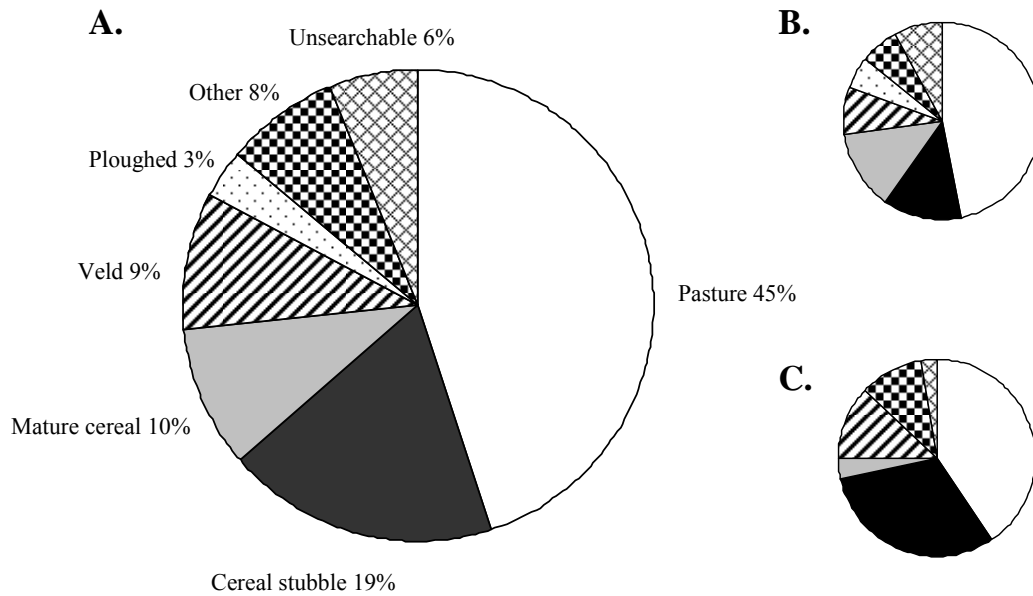 A.
B.
Unsearchable 6%
Other 8%
Ploughed 3%
Veld 9%
Pasture 45%
C.
Mature cereal 10%
Cereal stubble 19%